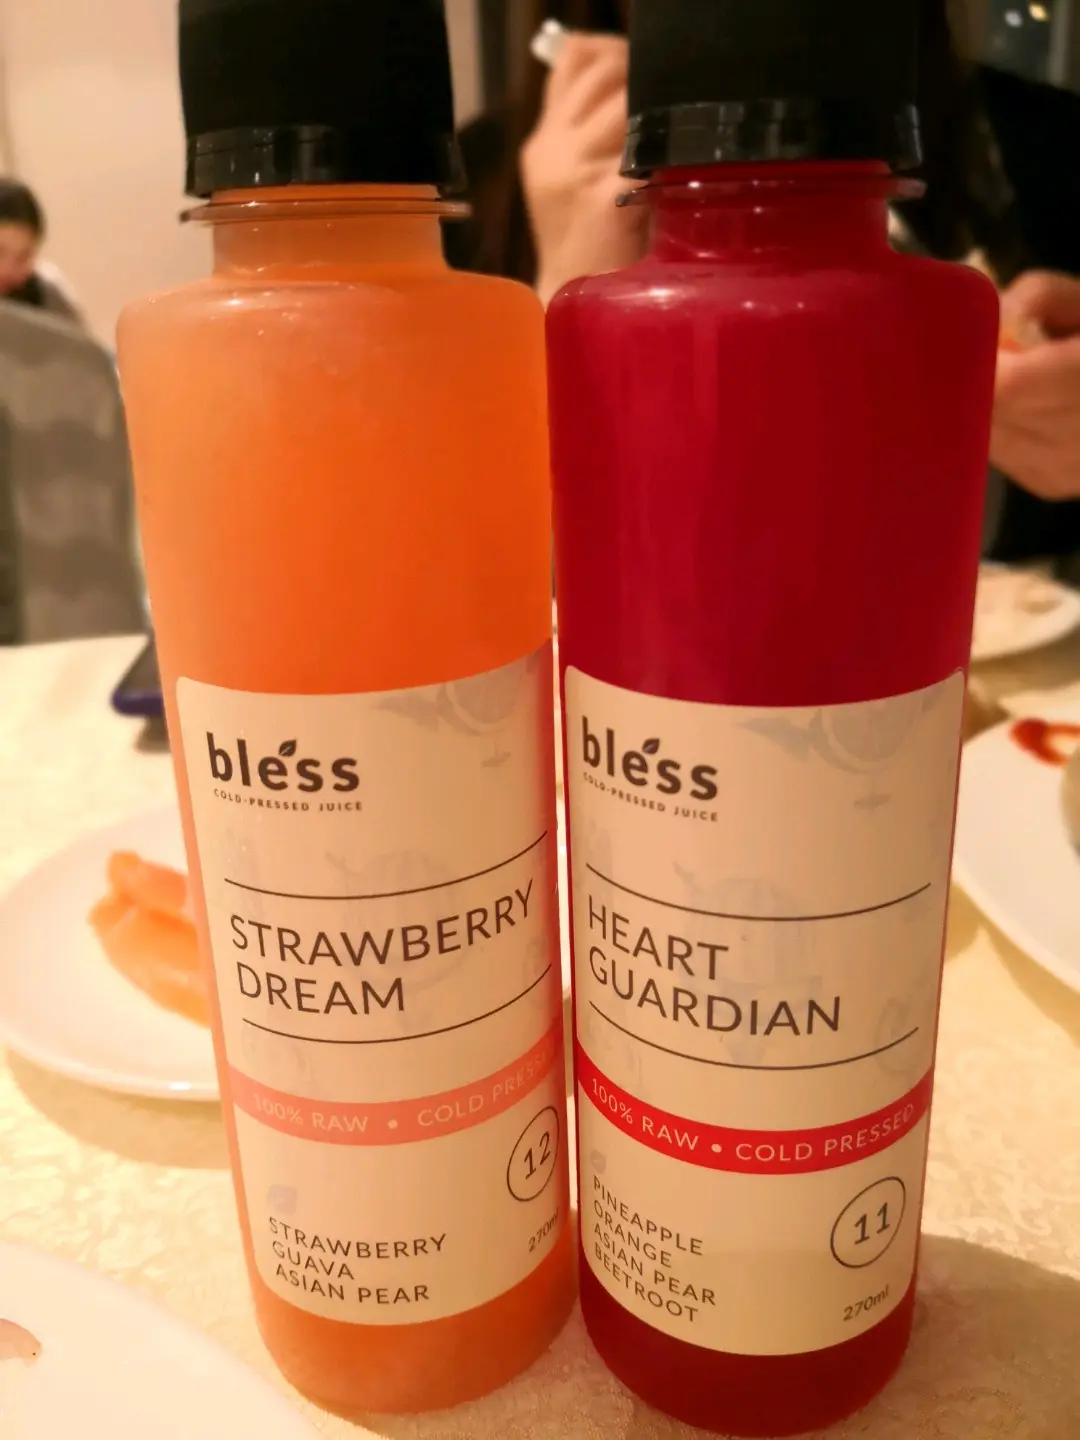 bless
COLD-PRESSED JUICE
STRAWBERRY
DREAM
100% RAW • COLD PRESSED
12
STRAWBERRY
GUAVA
ASIAN PEAR
270ml
bless
COLD-PRESSED JUICE
HEART
GUARDIAN
100% RAW • COLD PRESSED
11
PINEAPPLE
ORANGE
ASIAN PEAR
BEETROOT
270ml